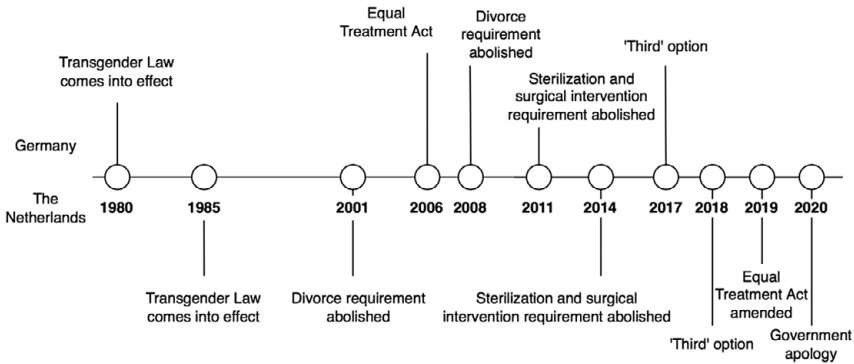 Equal
Treatment Act
Divorce
requirement
abolished
'Third' option
Transgender Law
comes into effect
Sterilization and
surgical intervention
requirement abolished
Germany
The
Netherlands
1980 1985 2001 2006 2008 2011 2014 2017 2018 2019 2020
Transgender Law
comes into effect
Divorce requirement
abolished
Sterilization and surgical
intervention requirement abolished
'Third' option
Equal
Treatment Act
amended
Government
apology